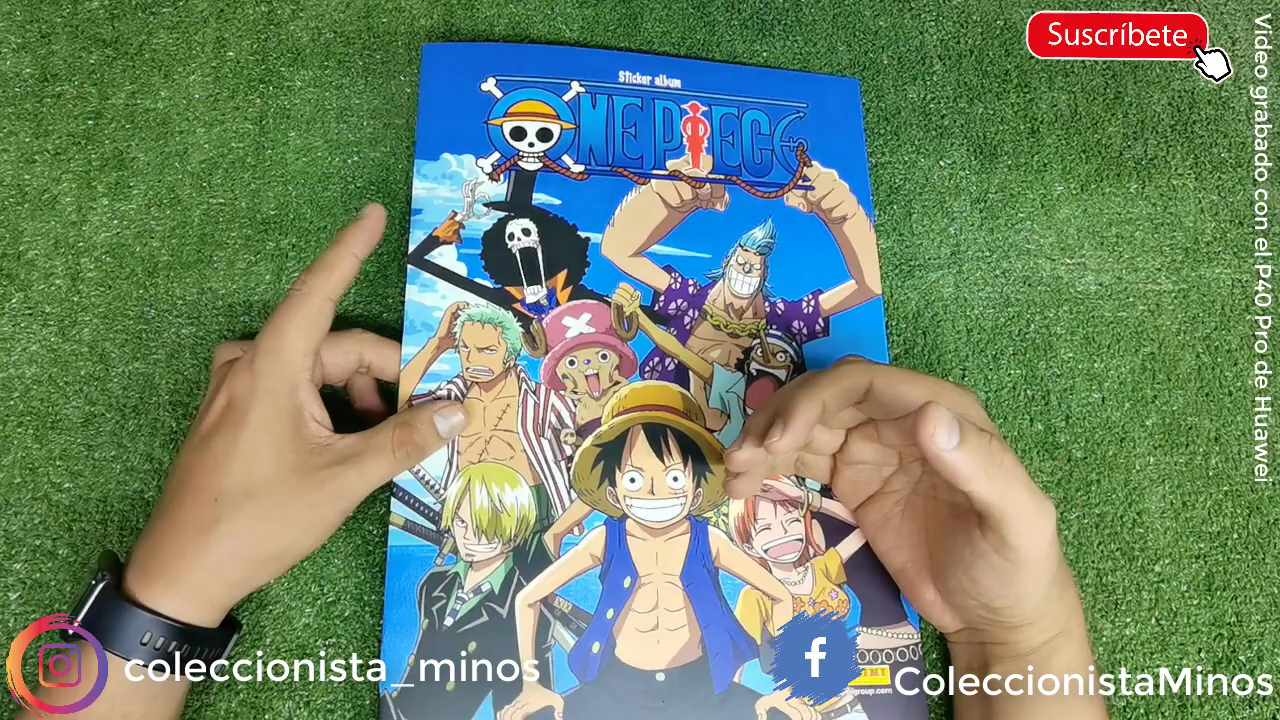 Suscríbete
Video grabado con el P40 Pro de Huawei
Sticker album
ONE PIECE
coleccionista_minos
ColeccionistaMinos